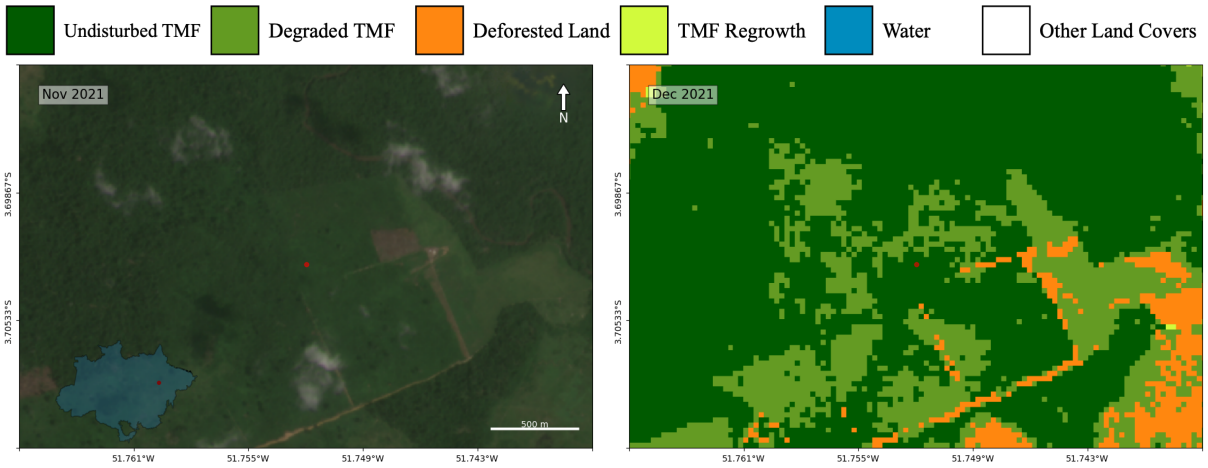 Undisturbed TMF Degraded TMF Deforested Land TMF Regrowth Water Other Land Covers
Nov 2021
N
500 m
3.69867°S
3.70533°S
51.761°W 51.755°W 51.749°W 51.743°W
Dec 2021
3.69867°S
3.70533°S
51.761°W 51.755°W 51.749°W 51.743°W